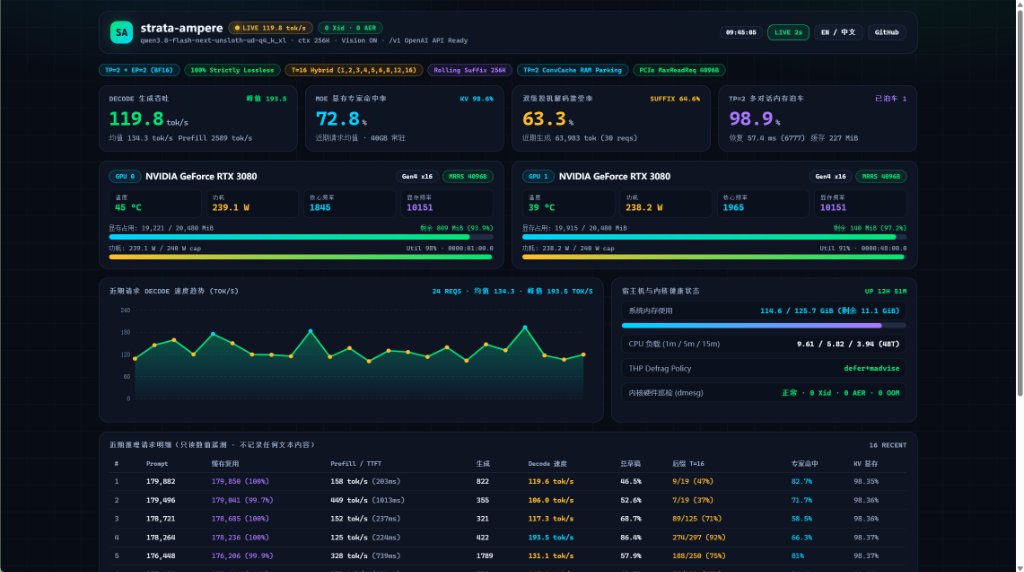 SA
strata-ampere
LIVE 119.8 tok/s
0 Xid · 0 AER
qwen3.8-flash-next-unsloth-ud-q4_k_xl · ctx 256K · Vision ON · /v1 OpenAI API Ready
09:45:05
LIVE 2s
EN / 中文
GitHub
TP=2 + EP=2 (BF16)
100% Strictly Lossless
T=16 Hybrid (1,2,3,4,5,6,8,12,16)
Rolling Suffix 256K
TP=2 ConvCache RAM Parking
PCIe MaxReadReq 4096B
DECODE 生成吞吐
峰值 193.5
119.8 tok/s
均值 134.3 tok/s Prefill 2589 tok/s
MOE 显存专家命中率
KV 98.6%
72.8 %
近期请求均值 · 40GB 常驻
SUFFIX 64.6%
63.3 %
近期生成 63,983 tok (30 reqs)
TP=2 多对话内存泊车
已泊车 1
98.9 %
恢复 57.4 ms (6777) 缓存 227 MiB
GPU 0
NVIDIA GeForce RTX 3080
Gen4 x16
MRRS 4096B
温度
45 °C
功耗
239.1 W
核心频率
1845
显存频率
10151
显存占用: 19,221 / 20,480 MiB
剩余 809 MiB (93.9%)
功耗: 239.1 W / 240 W cap
Util 90% · 0000:01:00.0
GPU 1
NVIDIA GeForce RTX 3080
Gen4 x16
MRRS 4096B
温度
39 °C
功耗
238.2 W
核心频率
1965
显存频率
10151
显存占用: 19,915 / 20,480 MiB
剩余 140 MiB (97.2%)
功耗: 238.2 W / 240 W cap
Util 91% · 0000:48:00.0
近期请求 DECODE 速度趋势 (TOK/S)
24 REQS · 均值 134.3 · 峰值 193.5 TOK/S
240
180
120
60
0
宿主机与内核健康状态
UP 12H 51M
系统内存使用
114.6 / 125.7 GiB (剩余 11.1 GiB)
CPU 负载 (1m / 5m / 15m)
9.61 / 5.82 / 3.94 (48T)
THP Defrag Policy
defer+madvise
内核硬件巡检 (dmesg)
正常 · 0 Xid · 0 AER · 0 OOM
近期推理请求明细 (只读数值遥测 · 不记录任何文本内容)
16 RECENT
# Prompt 缓存复用 Prefill / TTFT 生成 Decode 速度 总草稿 后缀 T=16 专家命中 KV 显存
1 179,882 179,850 (100%) 158 tok/s (203ms) 822 119.6 tok/s 46.5% 9/19 (47%) 82.7% 98.35%
2 179,496 179,041 (99.7%) 449 tok/s (1013ms) 355 106.0 tok/s 52.6% 7/19 (37%) 71.7% 98.36%
3 178,721 178,685 (100%) 152 tok/s (237ms) 321 117.3 tok/s 68.7% 89/125 (71%) 58.5% 98.36%
4 178,264 178,236 (100%) 125 tok/s (224ms) 422 193.5 tok/s 86.4% 274/297 (92%) 66.3% 98.37%
5 176,448 176,206 (99.9%) 328 tok/s (739ms) 1789 131.1 tok/s 57.9% 188/250 (75%) 81% 98.37%